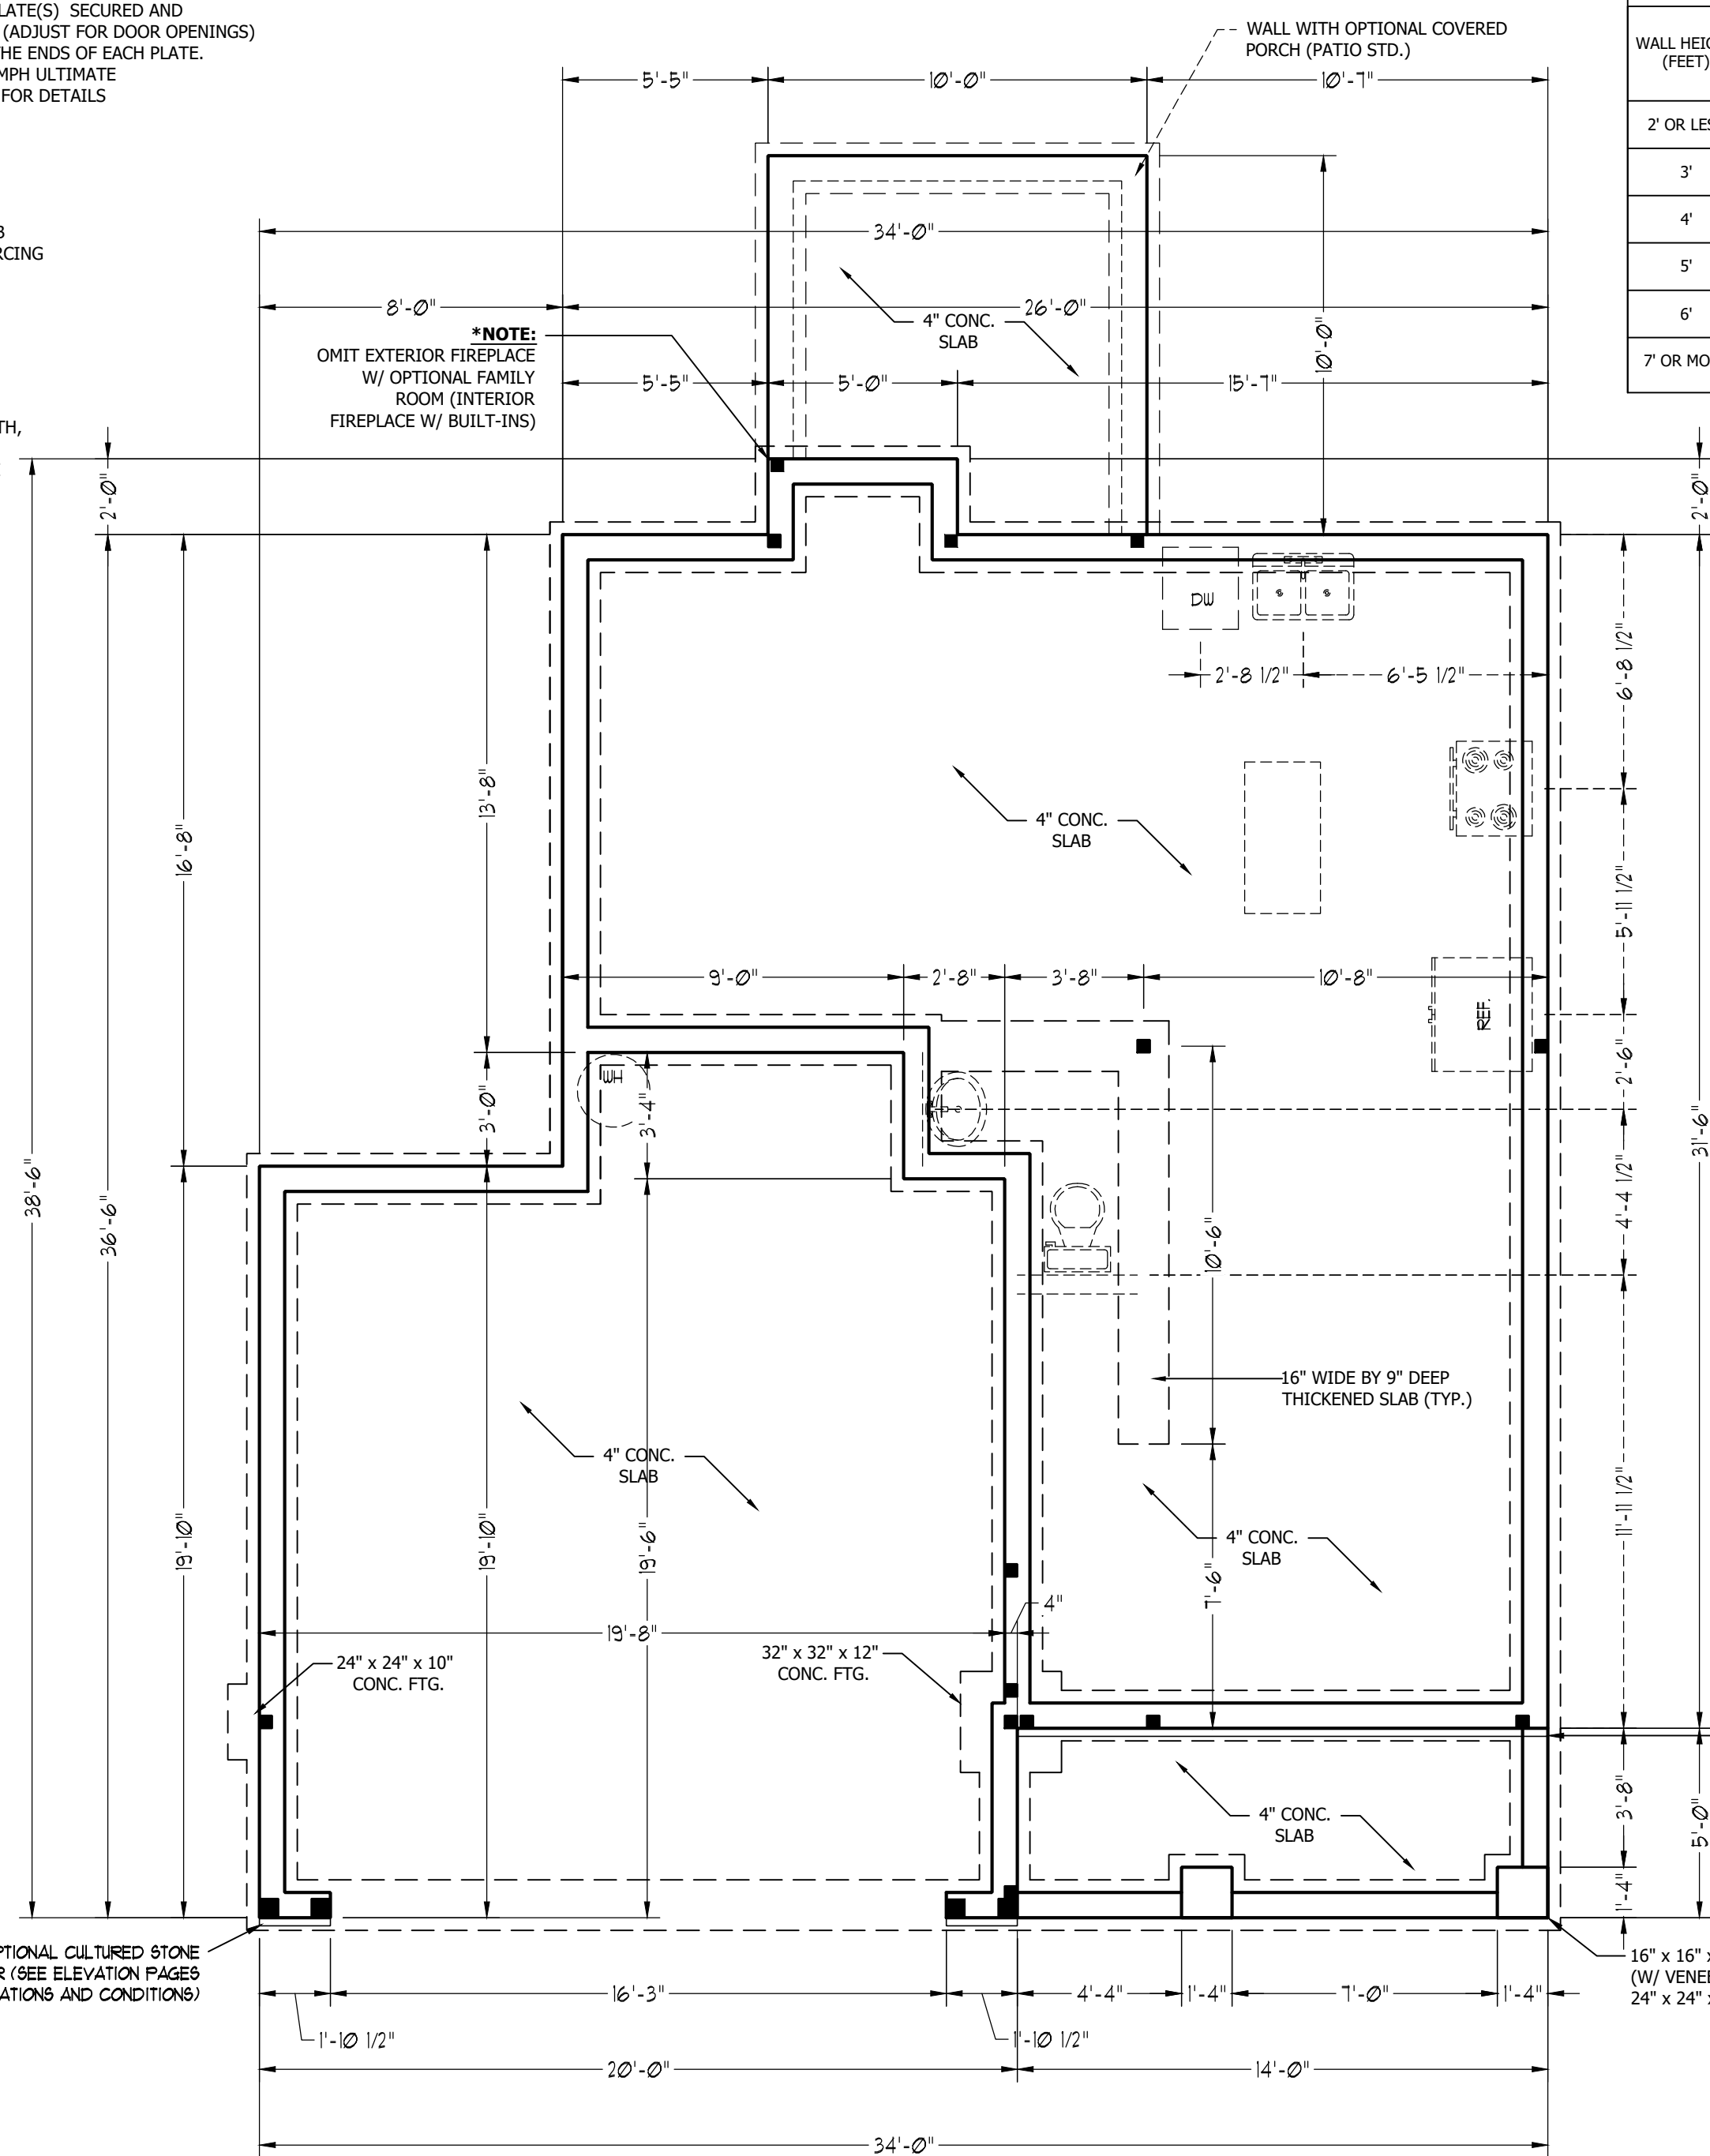 LATE(S) SECURED AND
(ADJUST FOR DOOR OPENINGS)
THE ENDS OF EACH PLATE.
MPH ULTIMATE
FOR DETAILS
WALL WITH OPTIONAL COVERED
PORCH (PATIO STD.)
WALL HEIG
(FEET)
2' OR LES
3'
4'
5'
6'
7' OR MO
5'-5"
10'-0"
10'-7"
34'-0"
RCING
8'-0"
26'-0"
*NOTE:
OMIT EXTERIOR FIREPLACE
W/ OPTIONAL FAMILY
ROOM (INTERIOR
FIREPLACE W/ BUILT-INS)
4" CONC.
SLAB
10'-0"
5'-5"
5'-0"
15'-7"
TH,
2'-0"
2'-0"
DW
2'-8 1/2"
6'-5 1/2"
6'-8 1/2"
13'-8"
16'-8"
4" CONC.
SLAB
5'-11 1/2"
9'-0"
2'-8"
3'-8"
10'-8"
REF.
WH
3'-0"
3'-4"
2'-6"
31'-6"
38'-6"
36'-6"
4'-4 1/2"
10'-6"
16" WIDE BY 9" DEEP
THICKENED SLAB (TYP.)
4" CONC.
SLAB
19'-10"
19'-10"
19'-6"
11'-11 1/2"
4" CONC.
SLAB
7'-6"
4"
19'-8"
24" x 24" x 10"
CONC. FTG.
32" x 32" x 12"
CONC. FTG.
4" CONC.
SLAB
3'-8"
5'-0"
1'-4"
PTIONAL CULTURED STONE
R (SEE ELEVATION PAGES
ATIONS AND CONDITIONS)
16" x 16" x
(W/ VENEE
24" x 24" x
16'-3"
4'-4"
1'-4"
7'-0"
1'-4"
1'-10 1/2"
1'-10 1/2"
20'-0"
14'-0"
34'-0"